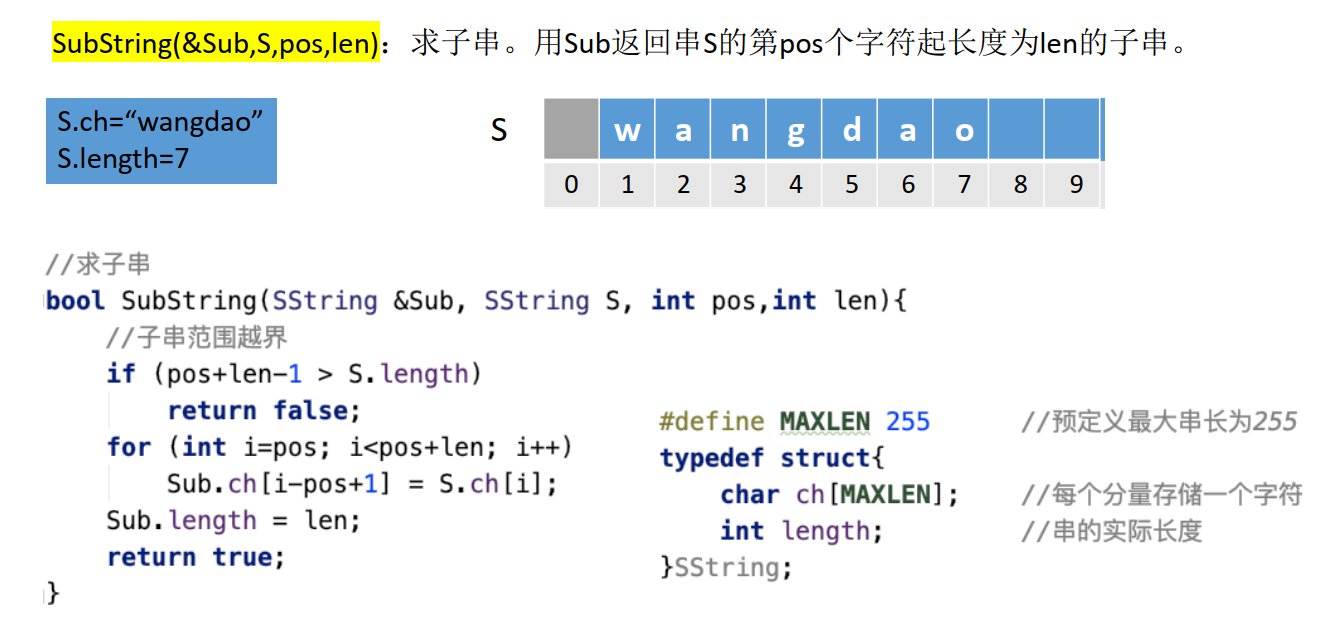 SubString(&Sub,S,pos,len)：求子串。用Sub返回串S的第pos个字符起长度为len的子串。
S.ch=“wangdao”
S.length=7
S w a n g d a o
0 1 2 3 4 5 6 7 8 9
//求子串
bool SubString(SString &Sub, SString S, int pos,int len){
//子串范围越界
if (pos+len-1 > S.length)
return false;
for (int i=pos; i<pos+len; i++)
Sub.ch[i-pos+1] = S.ch[i];
Sub.length = len;
return true;
}
#define MAXLEN 255 //预定义最大串长为255
typedef struct{
char ch[MAXLEN]; //每个分量存储一个字符
int length; //串的实际长度
}SString;